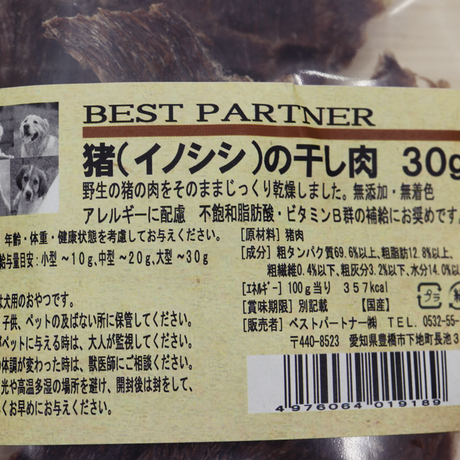 BEST PARTNER
猪(イノシシ)の干し肉 30g
野生の猪の肉をそのままじっくり乾燥しました。無添加・無着色
アレルギーに配慮 不飽和脂肪酸・ビタミンB群の補給にお奨めです。
年齢・体重・健康状態を考慮してお与えください。
給与量目安:小型 ~10g,中型 ~20g,大型 ~30g
は犬用のおやつです。
子供、ペットの及ばない所に保管してください。
ペットに与える時は、大人が監視してください。
体調が変わった時は、獣医師にご相談ください。
光や高温多湿の場所を避け、開封後は封をして、
くお早めにお与えください。
[原材料] 猪肉
[成分] 粗タンパク質69.6%以上,粗脂肪12.8%以上,
粗繊維0.4%以下,粗灰分3.2%以下,水分14.0%以
[エネルギー] 100g当り 357kcal
[賞味期限] 別記載 [国産]
[販売者] ベストパートナー㈱ TEL. 0532-55-
〒440-8523 愛知県豊橋市下地町長池3
プラ
4976064019189